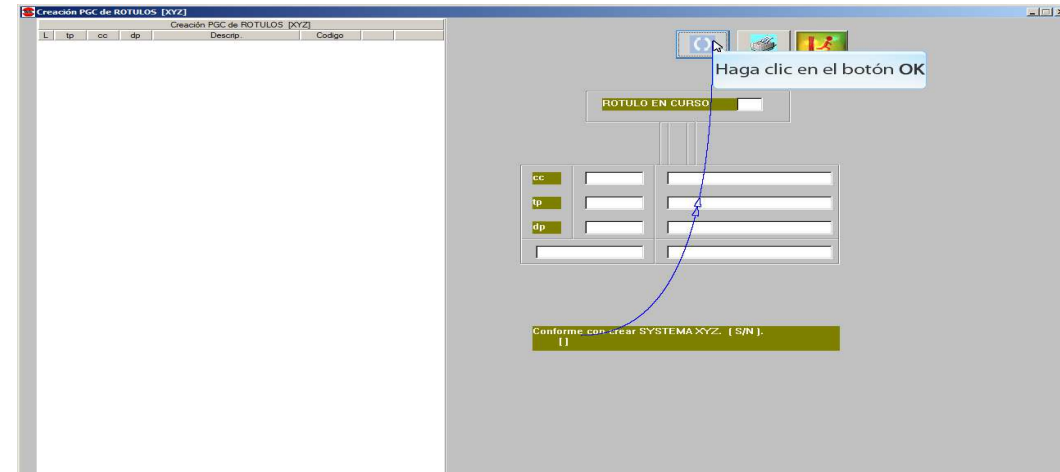 Creación PGC de ROTULOS [XYZ]
Creación PGC de ROTULOS [XYZ]
L tp cc dp Descrip. Codigo
Haga clic en el botón OK
ROTULO EN CURSO
cc
tp
dp
Conforme con crear SYSTEMA XYZ. ( S/N ).
[ ]